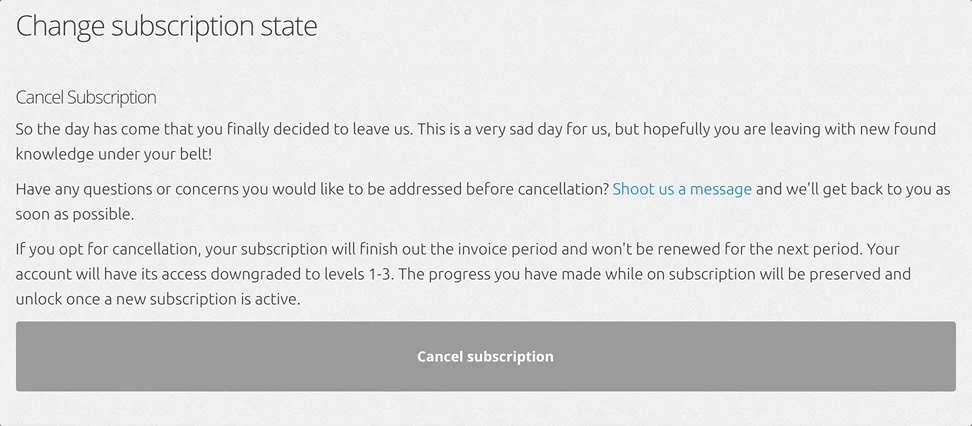 Change subscription state
Cancel Subscription
So the day has come that you finally decided to leave us. This is a very sad day for us, but hopefully you are leaving with new found
knowledge under your belt!
Have any questions or concerns you would like to be addressed before cancellation? Shoot us a message and we'll get back to you as
soon as possible.
If you opt for cancellation, your subscription will finish out the invoice period and won't be renewed for the next period. Your
account will have its access downgraded to levels 1-3. The progress you have made while on subscription will be preserved and
unlock once a new subscription is active.
Cancel subscription